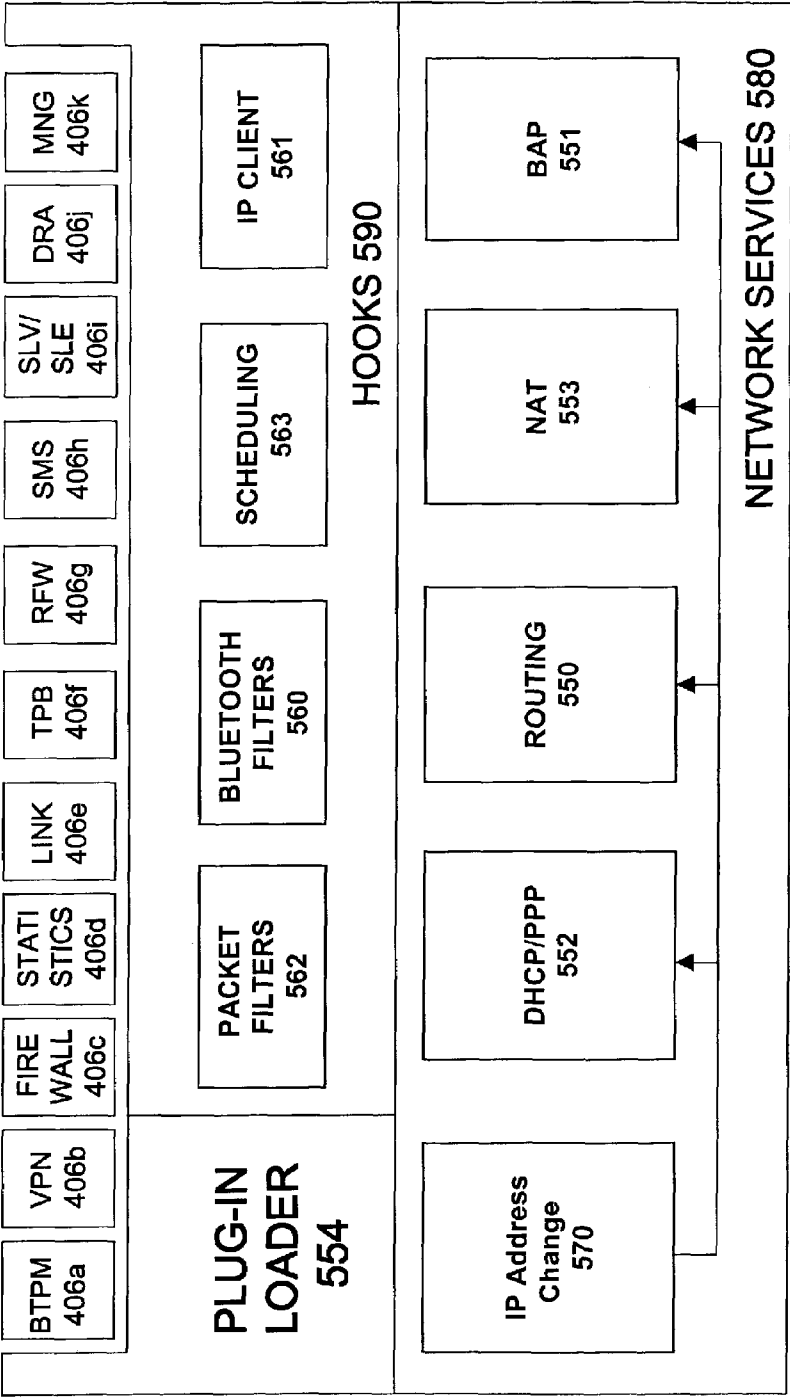 BTPM
406a
VPN
406b
FIRE
WALL
406c
STATI
STICS
406d
LINK
406e
TPB
406f
RFW
406g
SMS
406h
SLV/
SLE
406i
DRA
406j
MNG
406k
PLUG-IN
LOADER
554
PACKET
FILTERS
562
BLUETOOTH
FILTERS
560
SCHEDULING
563
IP CLIENT
561
HOOKS 590
IP Address
Change
570
DHCP/PPP
552
ROUTING
550
NAT
553
BAP
551
NETWORK SERVICES 580